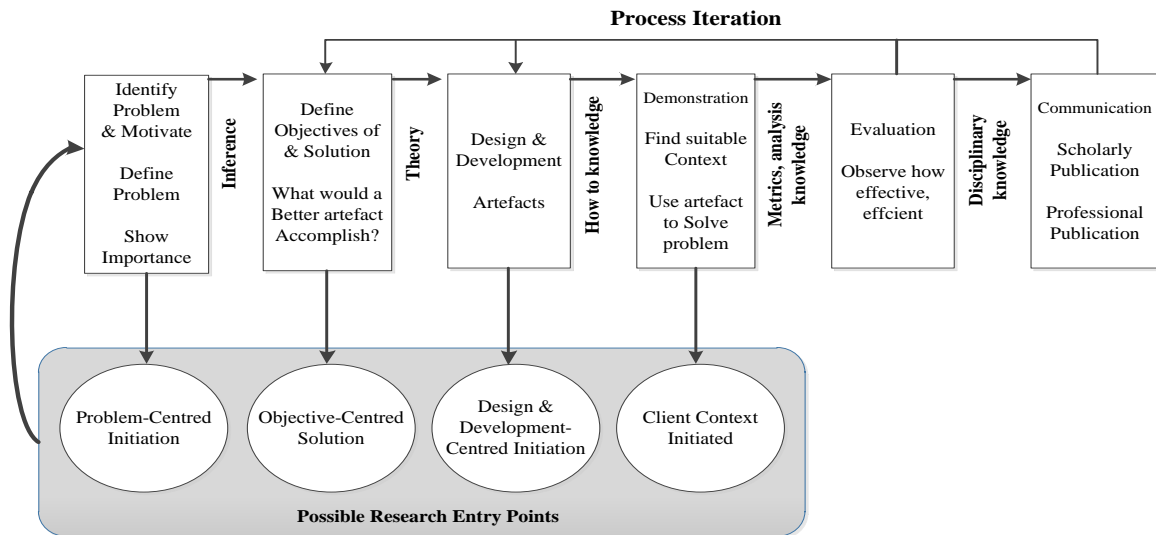 Process Iteration
Identify
Problem
& Motivate
Define
Problem
Show
Importance
Inference
Define
Objectives of
& Solution
What would a
Better artefact
Accomplish?
Theory
Design &
Development
Artefacts
How to knowledge
Demonstration
Find suitable
Context
Use artefact
to Solve
problem
Metrics, analysis
knowledge
Evaluation
Observe how
effective,
effcient
Disciplinary
knowledge
Communication
Scholarly
Publication
Professional
Publication
Problem-Centred
Initiation
Objective-Centred
Solution
Design &
Development-
Centred Initiation
Client Context
Initiated
Possible Research Entry Points